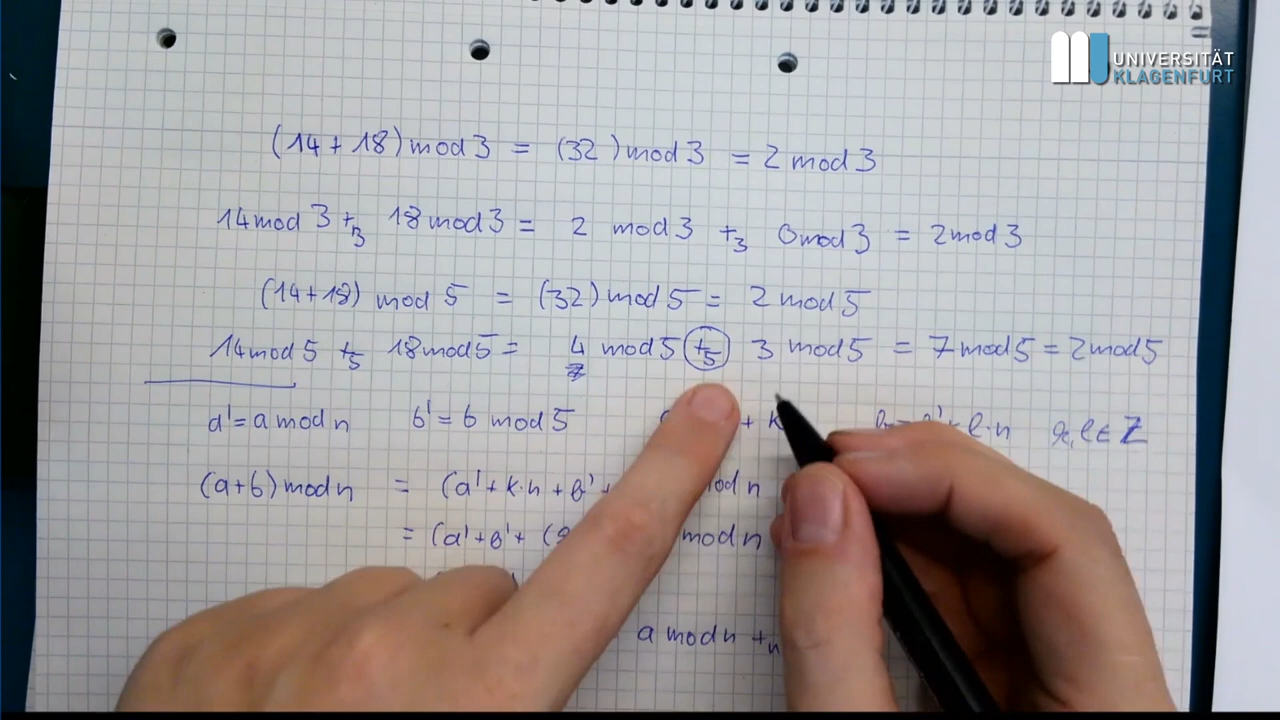 UNIVERSITÄT
KLAGENFURT
(14+18) mod 3 = (32) mod 3 = 2 mod 3
14 mod 3 +₃ 18 mod 3 = 2 mod 3 +₃ 0 mod 3 = 2 mod 3
(14+18) mod 5 = (32) mod 5 = 2 mod 5
14 mod 5 +₅ 18 mod 5 = 4 mod 5 +₅ 3 mod 5 = 7 mod 5 = 2 mod 5
a' = a mod n b' = b mod 5 + k l·n ∈ ℤ
(a+b) mod n = (a' + k·n + b' + mod n
= (a' + b' + ( mod n
a mod n +ₙ